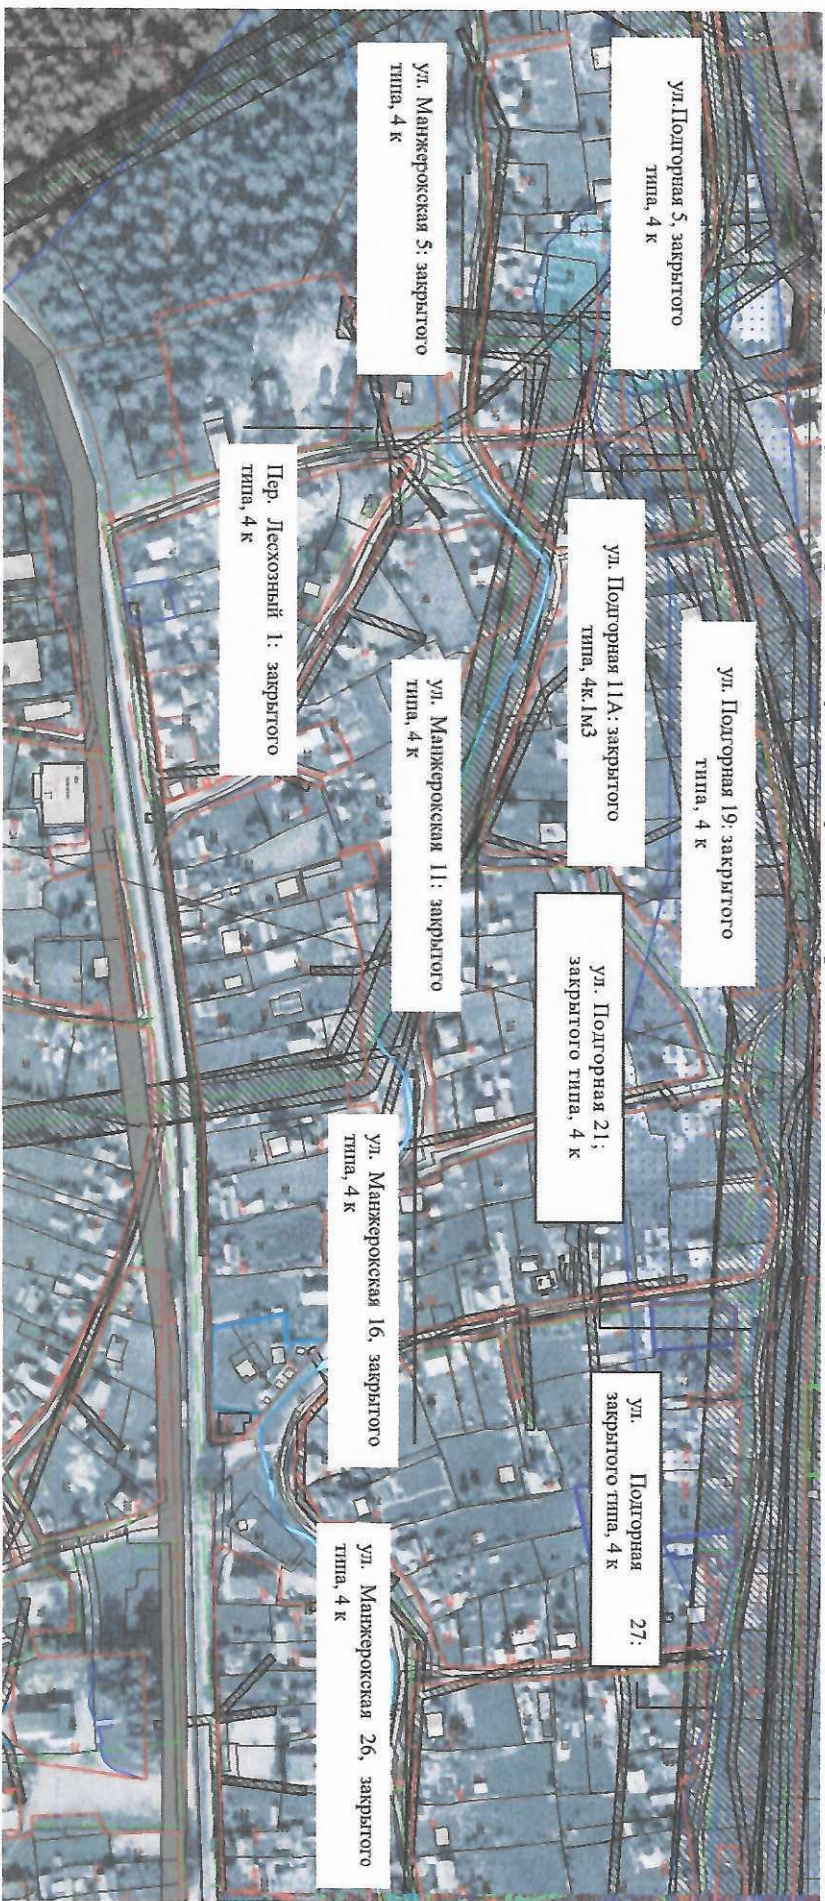 ул.Подгорная 5, закрытого
типа, 4 к
ул. Манжерокская 5: закрытого
типа, 4 к
Пер. Лесхозный 1: закрытого
типа, 4 к
ул. Подгорная 11А: закрытого
типа, 4к.1м3
ул. Подгорная 19: закрытого
типа, 4 к
ул. Манжерокская 11: закрытого
типа, 4 к
ул. Подгорная 21;
закрытого типа, 4 к
ул. Манжерокская 16, закрытого
типа, 4 к
ул. Подгорная 27:
закрытого типа, 4 к
ул. Манжерокская 26, закрытого
типа, 4 к